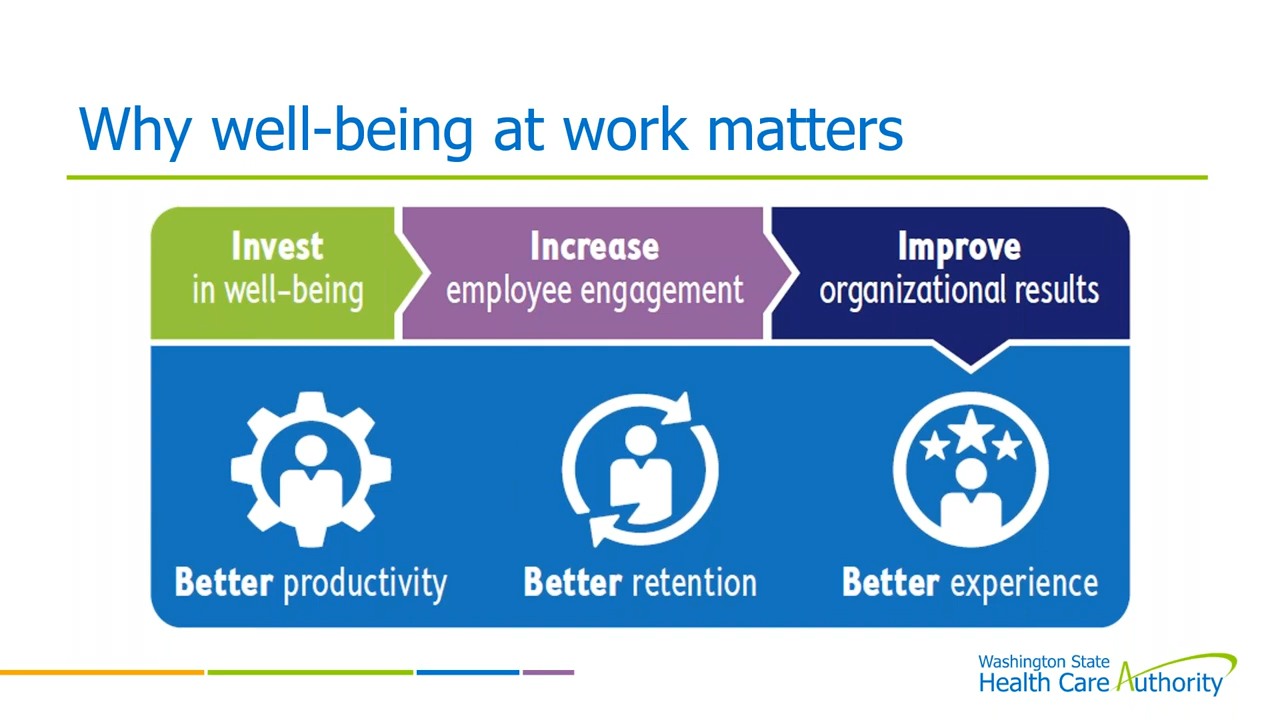 Why well-being at work matters
Invest
in well-being
Increase
employee engagement
Improve
organizational results
Better productivity
Better retention
Better experience
Washington State
Health Care Authority